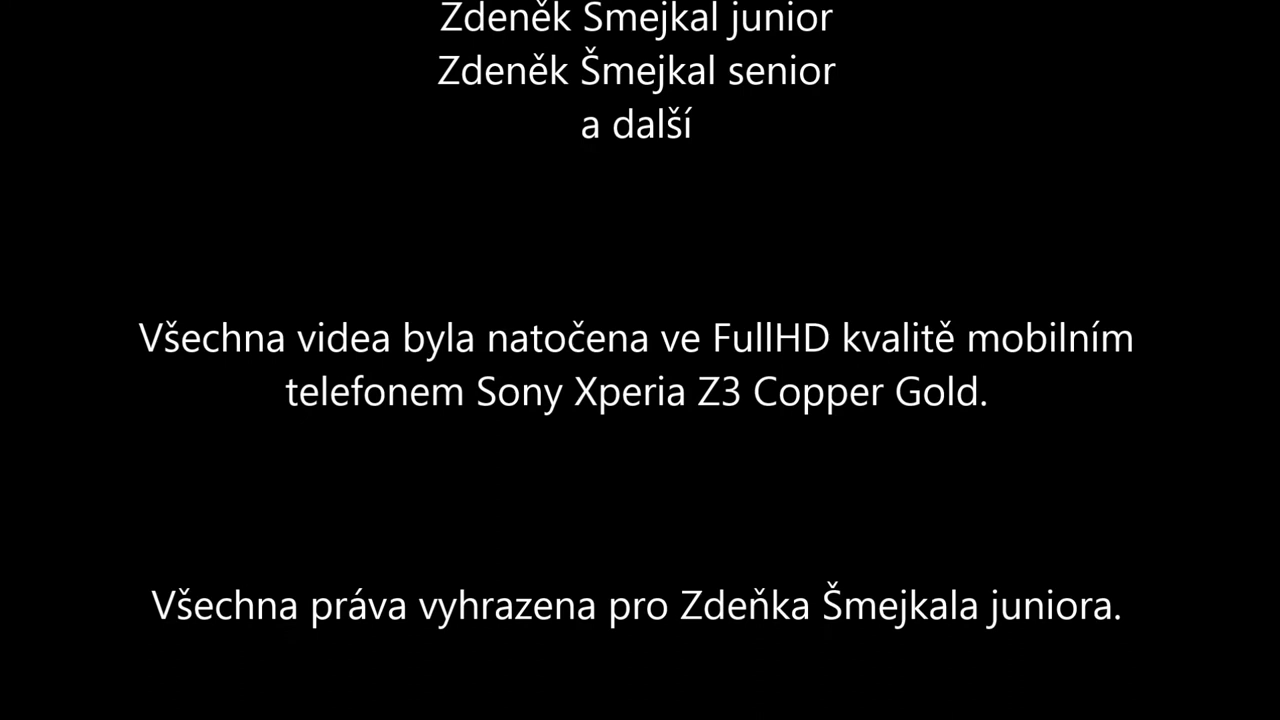 Zdeněk Šmejkal junior
Zdeněk Šmejkal senior
a další
Všechna videa byla natočena ve FullHD kvalitě mobilním
telefonem Sony Xperia Z3 Copper Gold.
Všechna práva vyhrazena pro Zdeňka Šmejkala juniora.